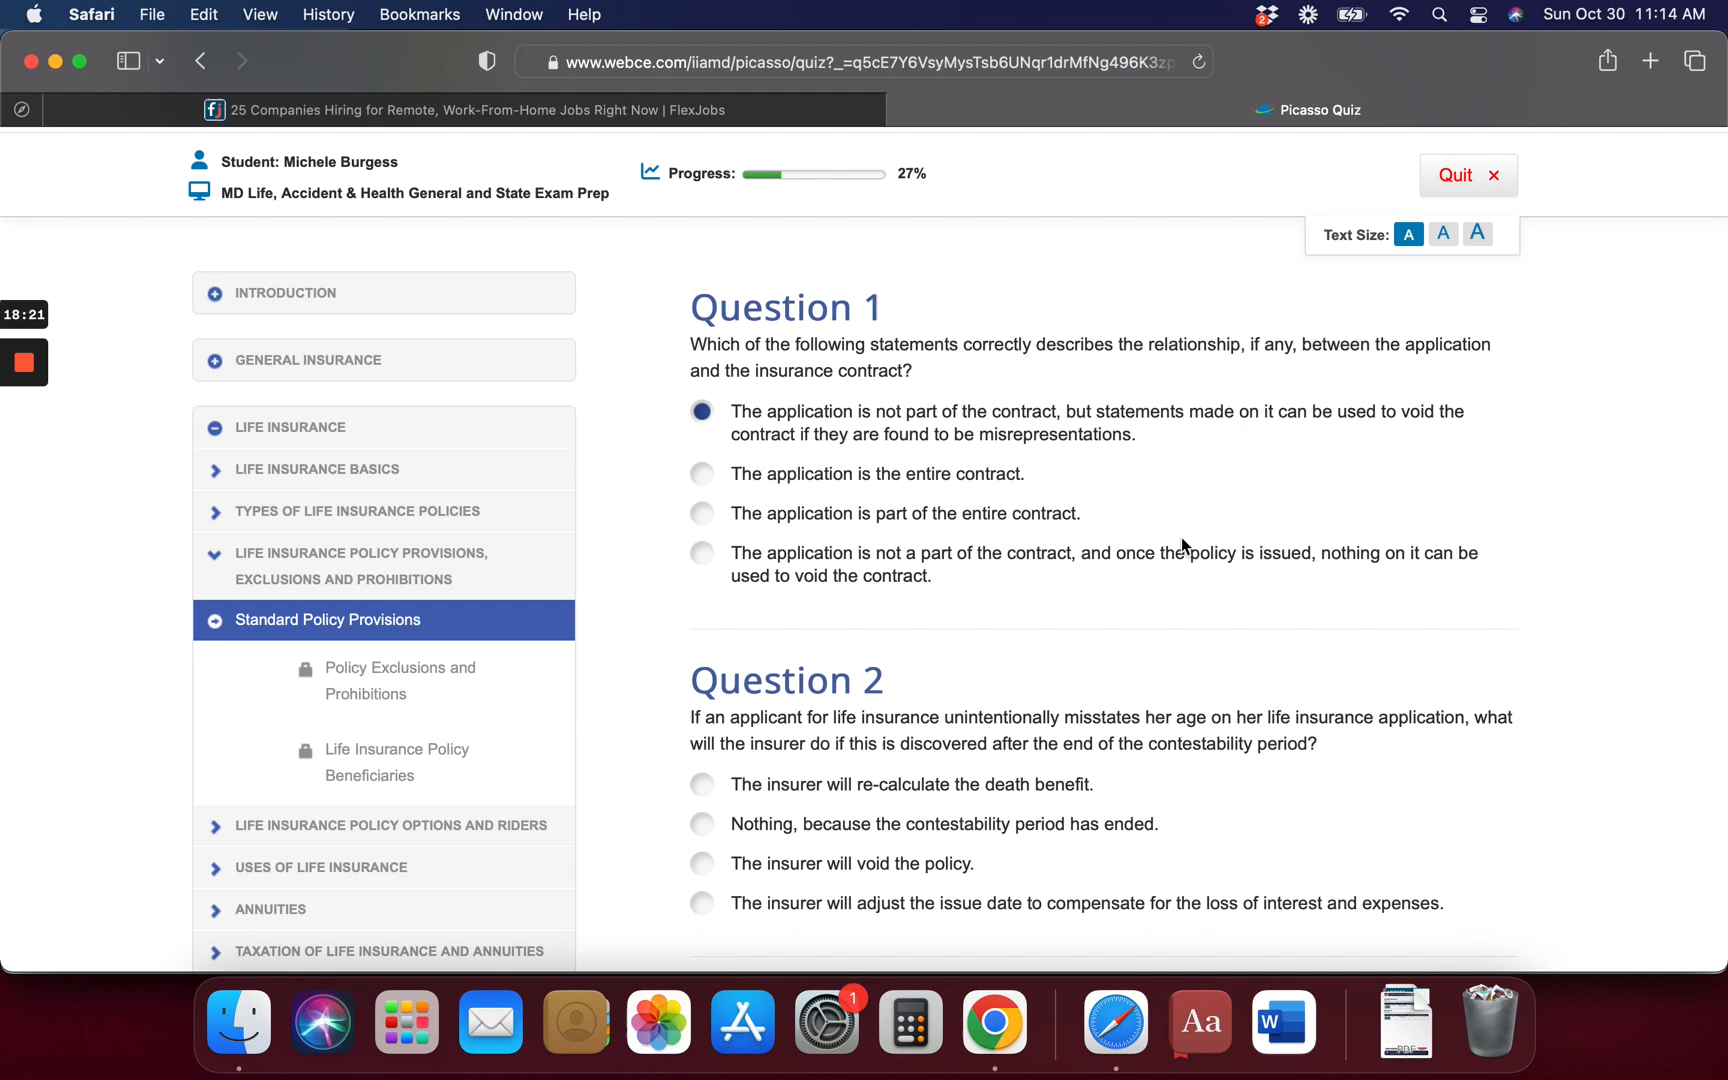 Safari File Edit View History Bookmarks Window Help
2
Sun Oct 30 11:14 AM
www.webce.com/iiamd/picasso/quiz?_=q5cE7Y6VsyMysTsb6UNqr1drMfNg496K3zp
fj 25 Companies Hiring for Remote, Work-From-Home Jobs Right Now | FlexJobs
Picasso Quiz
Student: Michele Burgess
MD Life, Accident & Health General and State Exam Prep
Progress: 27%
Quit ×
Text Size: A A A
18:21
INTRODUCTION
GENERAL INSURANCE
LIFE INSURANCE
LIFE INSURANCE BASICS
TYPES OF LIFE INSURANCE POLICIES
LIFE INSURANCE POLICY PROVISIONS,
EXCLUSIONS AND PROHIBITIONS
Standard Policy Provisions
Policy Exclusions and
Prohibitions
Life Insurance Policy
Beneficiaries
LIFE INSURANCE POLICY OPTIONS AND RIDERS
USES OF LIFE INSURANCE
ANNUITIES
TAXATION OF LIFE INSURANCE AND ANNUITIES
Question 1
Which of the following statements correctly describes the relationship, if any, between the application
and the insurance contract?
The application is not part of the contract, but statements made on it can be used to void the
contract if they are found to be misrepresentations.
The application is the entire contract.
The application is part of the entire contract.
The application is not a part of the contract, and once the policy is issued, nothing on it can be
used to void the contract.
Question 2
If an applicant for life insurance unintentionally misstates her age on her life insurance application, what
will the insurer do if this is discovered after the end of the contestability period?
The insurer will re-calculate the death benefit.
Nothing, because the contestability period has ended.
The insurer will void the policy.
The insurer will adjust the issue date to compensate for the loss of interest and expenses.
1
Aa
W
PDF